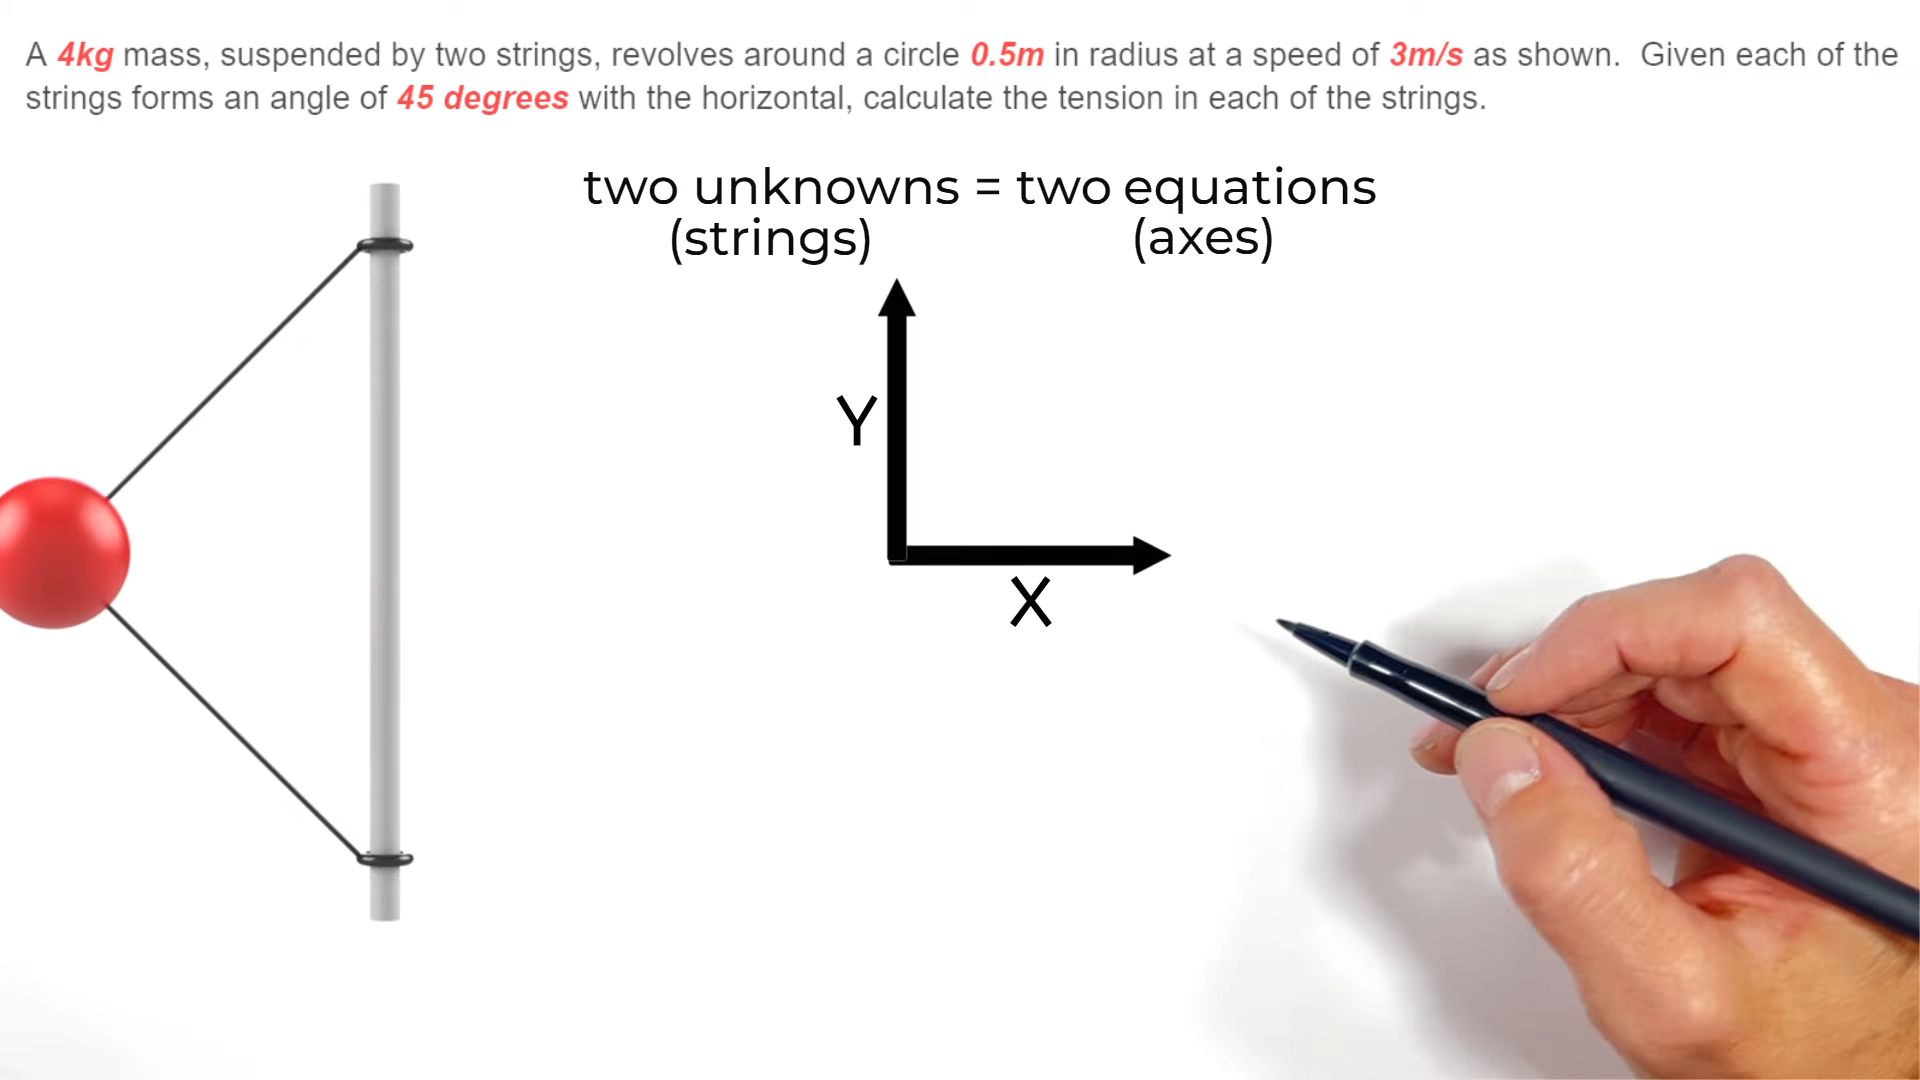 A 4kg mass, suspended by two strings, revolves around a circle 0.5m in radius at a speed of 3m/s as shown. Given each of the
strings forms an angle of 45 degrees with the horizontal, calculate the tension in each of the strings.
two unknowns = two equations
(strings) (axes)
Y
X